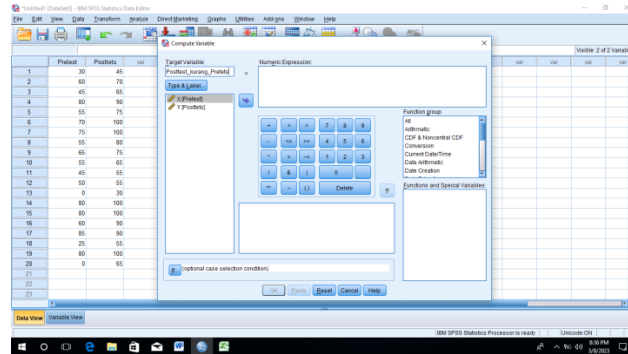 *Untitled1 [DataSet0] - IBM SPSS Statistics Data Editor
File Edit View Data Transform Analyze Direct Marketing Graphs Utilities Add-ons Window Help
Compute Variable
Visible: 2 of 2 Variables
Target Variable:
Numeric Expression:
Posttest_kurang_Pretets
=
Type & Label...
X [Pretest]
Y [Posttets]
Pretest Posttets var
1 30 45
2 60 70
3 45 65
4 80 90
5 55 75
6 70 100
7 75 100
8 55 80
9 65 75
10 55 65
11 45 55
12 50 55
13 0 30
14 80 100
15 80 100
16 60 90
17 85 90
18 25 55
19 80 100
20 0 65
21
22
23
var var var
+ < > 7 8 9
- <= >= 4 5 6
* = ~= 1 2 3
/ & | 0 .
** ~ ( ) Delete
Function group:
All
Arithmetic
CDF & Noncentral CDF
Conversion
Current Date/Time
Date Arithmetic
Date Creation
Functions and Special Variables:
If... (optional case selection condition)
OK Paste Reset Cancel Help
Data View Variable View
IBM SPSS Statistics Processor is ready Unicode:ON
8:36 PM
3/8/2023